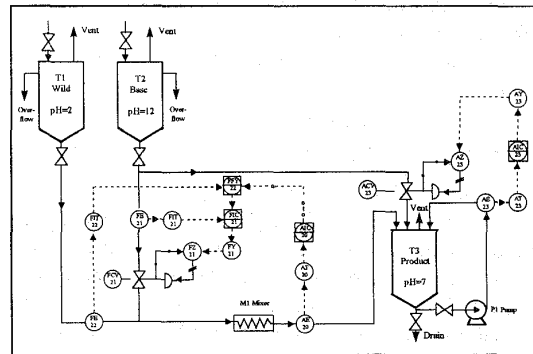 Vent
Vent
T1
Wild
pH=2
T2
Base
pH=12
Over-
flow
Over-
flow
AY
23
AIC
23
AZ
23
ACV
23
AE
23
AT
23
FFY
22
FIC
21
FIT
22
FE
21
FIT
21
FY
21
FZ
21
FCV
21
AIC
20
AT
20
AE
20
FE
22
M1 Mixer
Vent
T3
Product
pH=7
P1 Pump
Drain